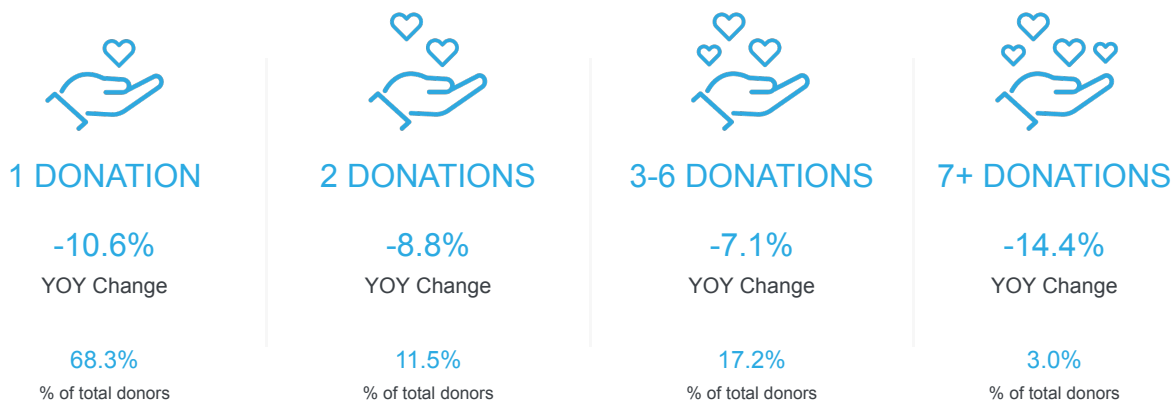 1 DONATION
-10.6%
YOY Change
68.3%
% of total donors
2 DONATIONS
-8.8%
YOY Change
11.5%
% of total donors
3-6 DONATIONS
-7.1%
YOY Change
17.2%
% of total donors
7+ DONATIONS
-14.4%
YOY Change
3.0%
% of total donors